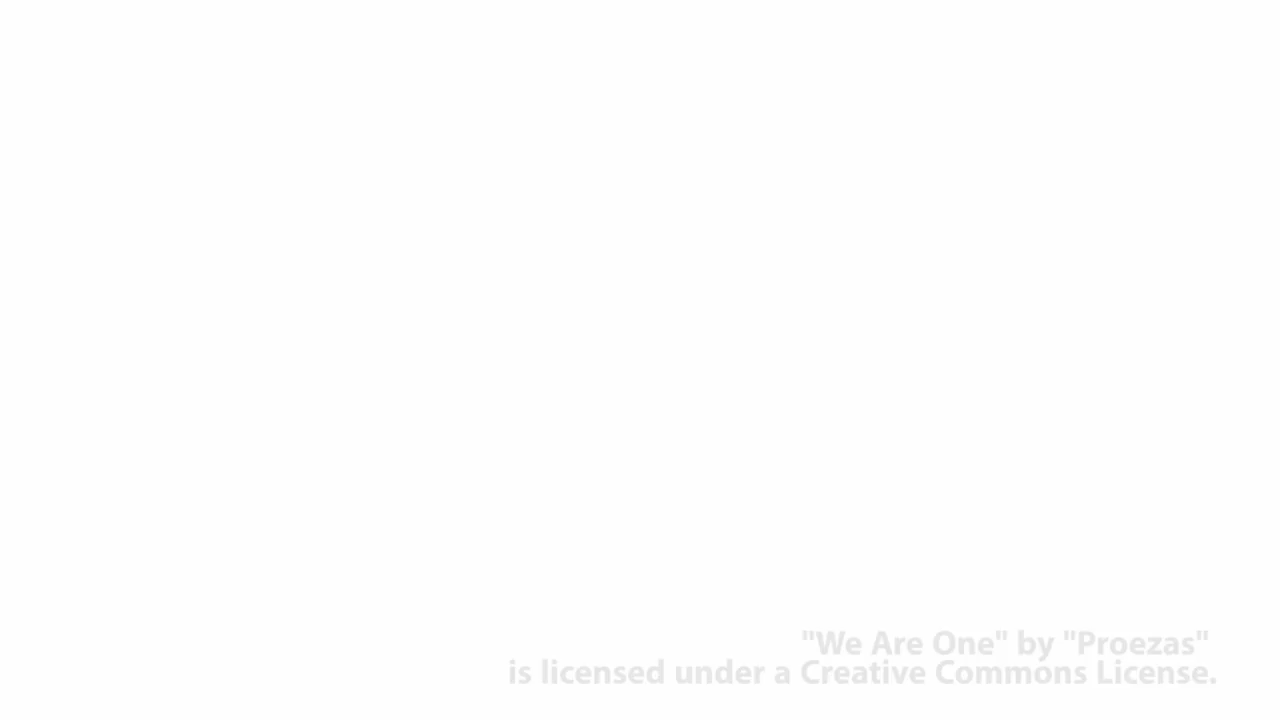 "We Are One" by "Proezas"
is licensed under a Creative Commons License.